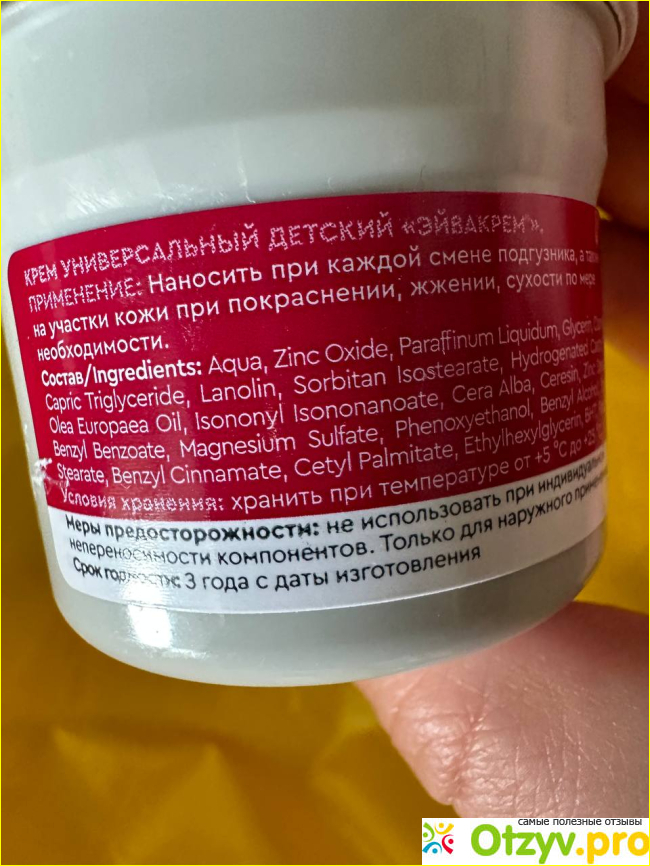 КРЕМ УНИВЕРСАЛЬНЫЙ ДЕТСКИЙ «ЭЙВАКРЕМ».
ПРИМЕНЕНИЕ: Наносить при каждой смене подгузника, а
на участки кожи при покраснении, жжении, сухости по мере
необходимости.
Состав/Ingredients: Aqua, Zinc Oxide, Paraffinum Liquidum, Glycerin,
Capric Triglyceride, Lanolin, Sorbitan Isostearate, Hydrogenated
Olea Europaea Oil, Isononyl Isononanoate, Cera Alba, Ceresin, Zinc
Benzyl Benzoate, Magnesium Sulfate, Phenoxyethanol, Benzyl
Stearate, Benzyl Cinnamate, Cetyl Palmitate, Ethylhexylglycerin,
Условия хранения: хранить при температуре от +5 °C до
Меры предосторожности: не использовать при
непереносимости компонентов. Только для наружного
Срок 3 года с даты изготовления
самые полезные отзывы
Otzyv.pro